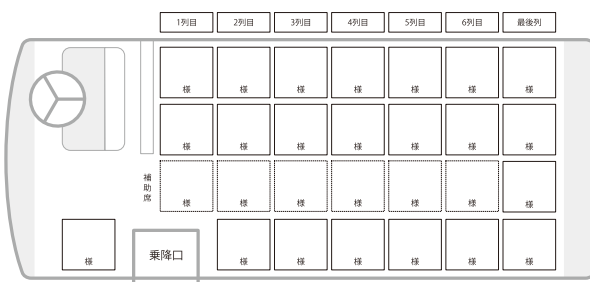 1列目 2列目 3列目 4列目 5列目 6列目 最後列
様 様 様 様 様 様 様
様 様 様 様 様 様 様
補助席 様 様 様 様 様 様 様
様 乗降口 様 様 様 様 様 様